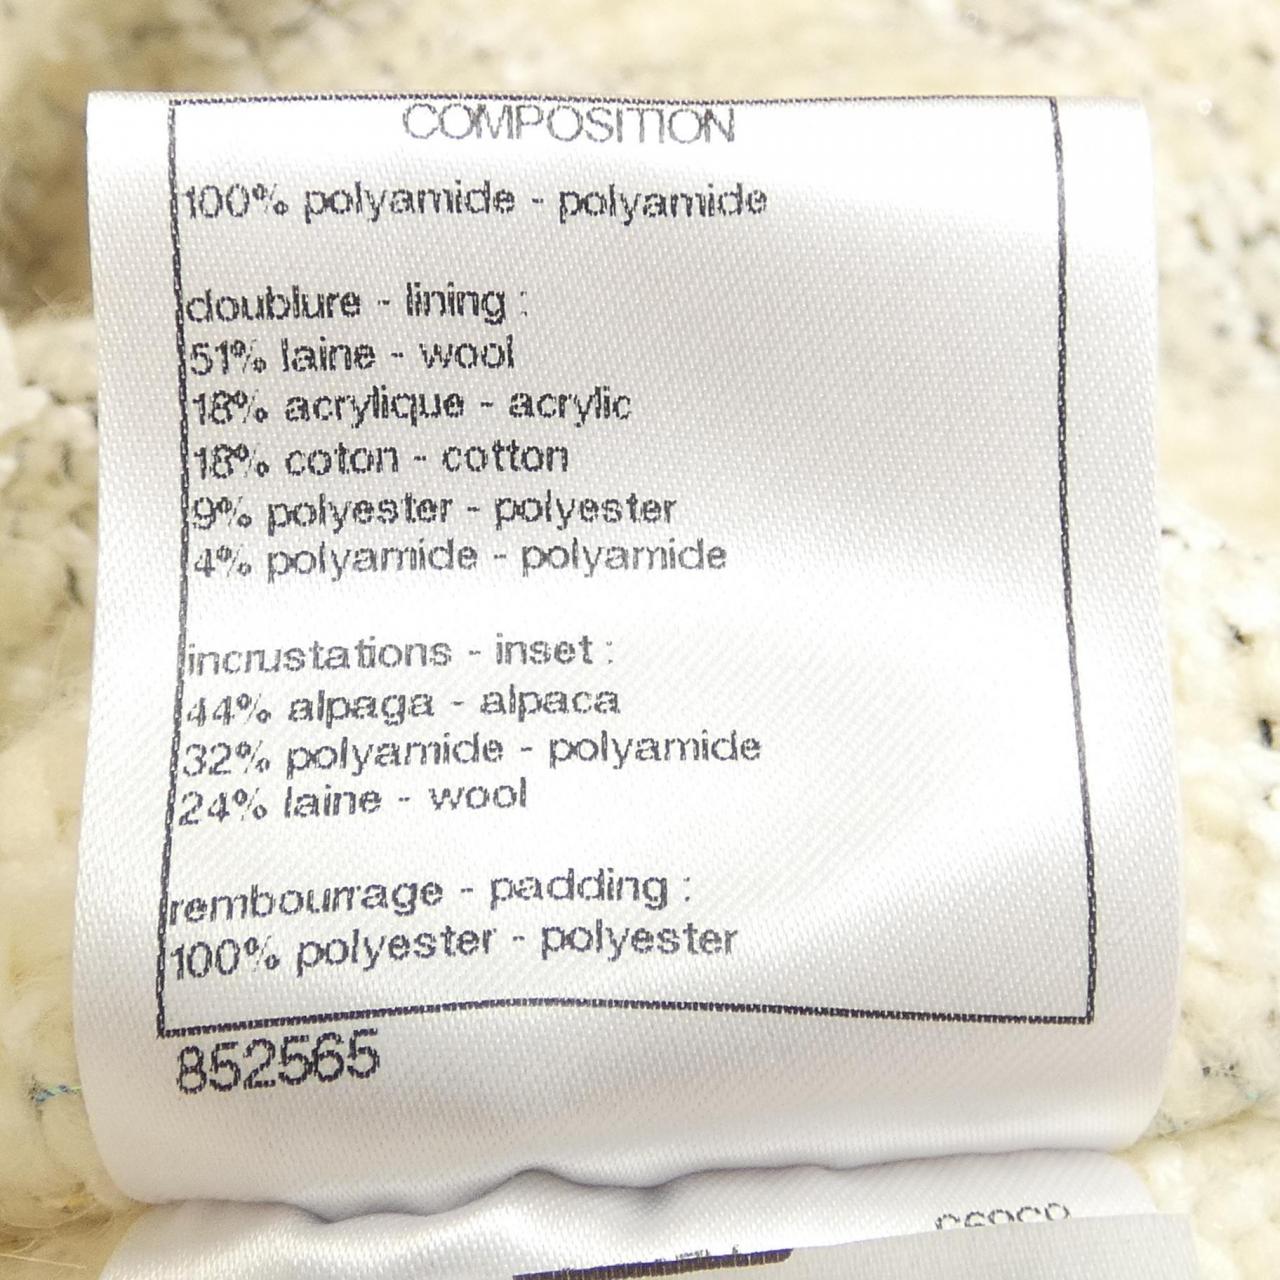 COMPOSITION
100% polyamide - polyamide
doublure - lining :
51% laine - wool
18% acrylique - acrylic
18% coton - cotton
9% polyester - polyester
4% polyamide - polyamide
incrustations - inset :
44% alpaga - alpaca
32% polyamide - polyamide
24% laine - wool
rembourrage - padding :
100% polyester - polyester
852565